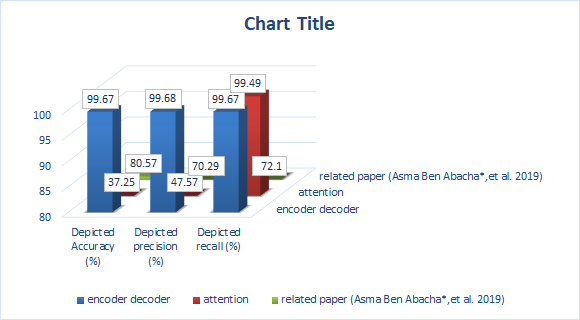 Chart Title
99.67 99.68 99.67 99.49
37.25 80.57 47.57 70.29 72.1
100
95
90
85
80
related paper (Asma Ben Abacha*,et al. 2019)
attention
encoder decoder
Depicted Accuracy (%)
Depicted precision (%)
Depicted recall (%)
encoder decoder attention related paper (Asma Ben Abacha*,et al. 2019)